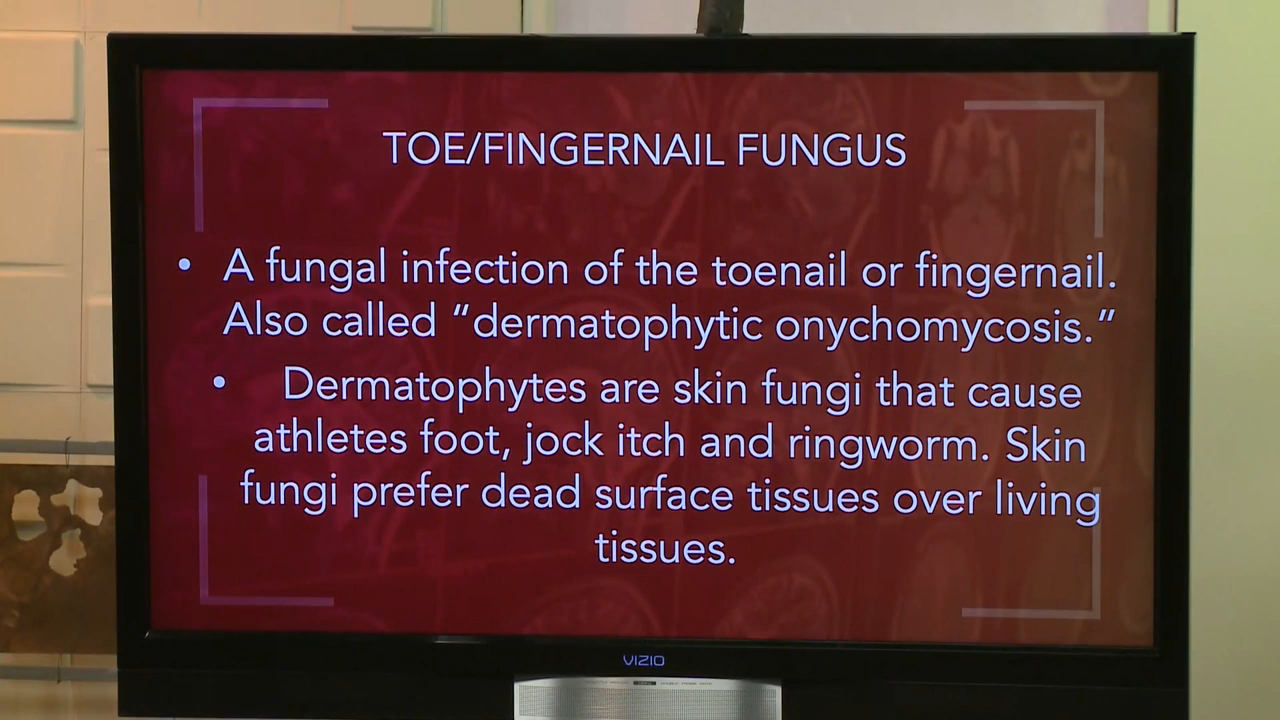 TOE/FINGERNAIL FUNGUS
• A fungal infection of the toenail or fingernail.
Also called “dermatophytic onychomycosis.”
• Dermatophytes are skin fungi that cause
athletes foot, jock itch and ringworm. Skin
fungi prefer dead surface tissues over living
tissues.
VIZIO